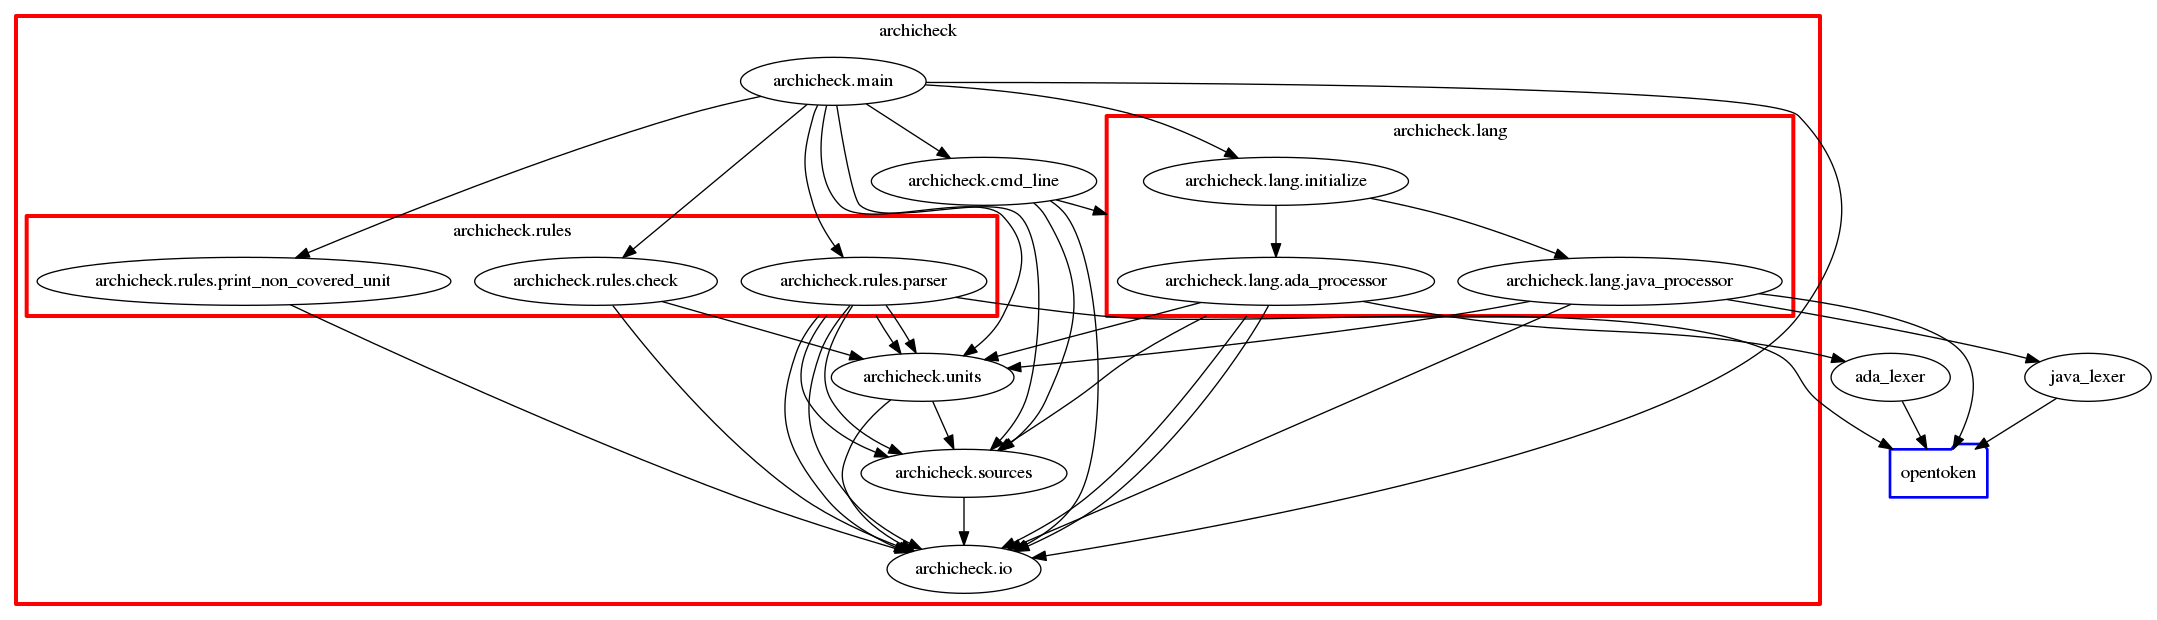 archicheck
archicheck.main
archicheck.lang
archicheck.cmd_line
archicheck.lang.initialize
archicheck.rules
archicheck.rules.print_non_covered_unit
archicheck.rules.check
archicheck.rules.parser
archicheck.lang.ada_processor
archicheck.lang.java_processor
archicheck.units
ada_lexer
java_lexer
archicheck.sources
opentoken
archicheck.io